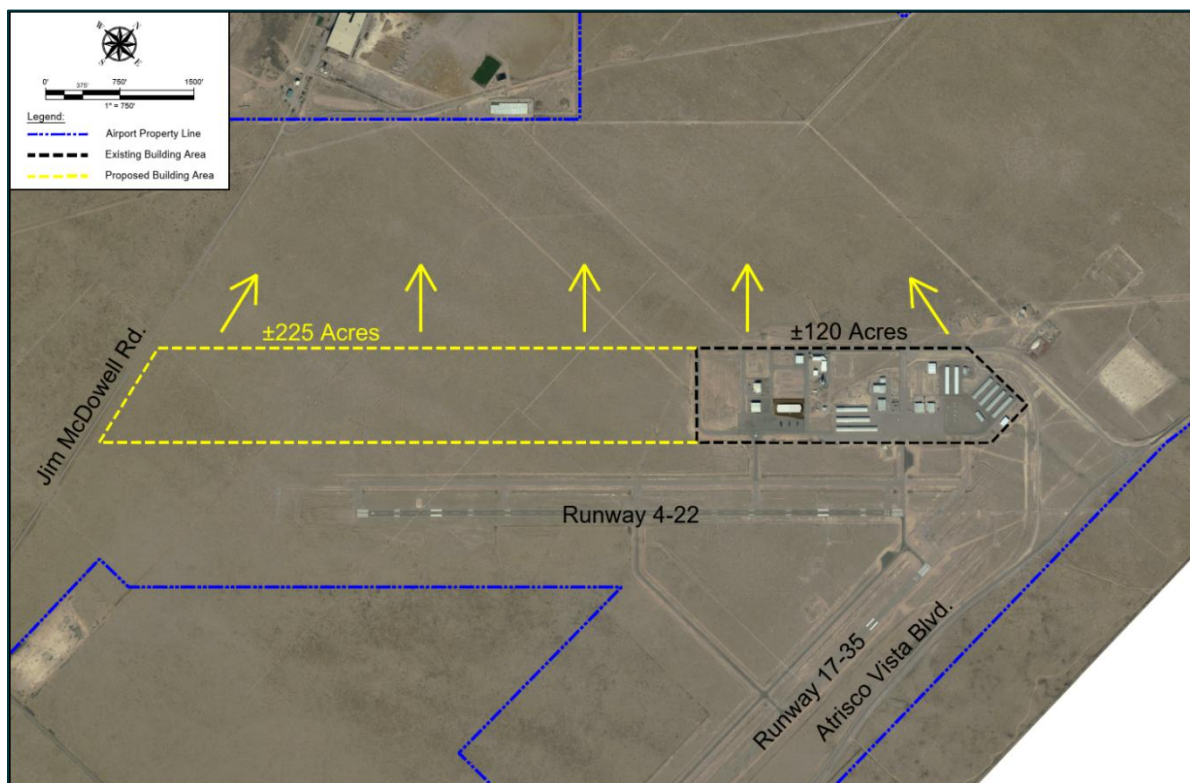 N
W
E
S
0'
375'
750'
1500'
1" = 750'
Legend:
Airport Property Line
Existing Building Area
Proposed Building Area
±225 Acres
±120 Acres
Jim McDowell Rd.
Runway 4-22
Runway 17-35
Atrisco Vista Blvd.